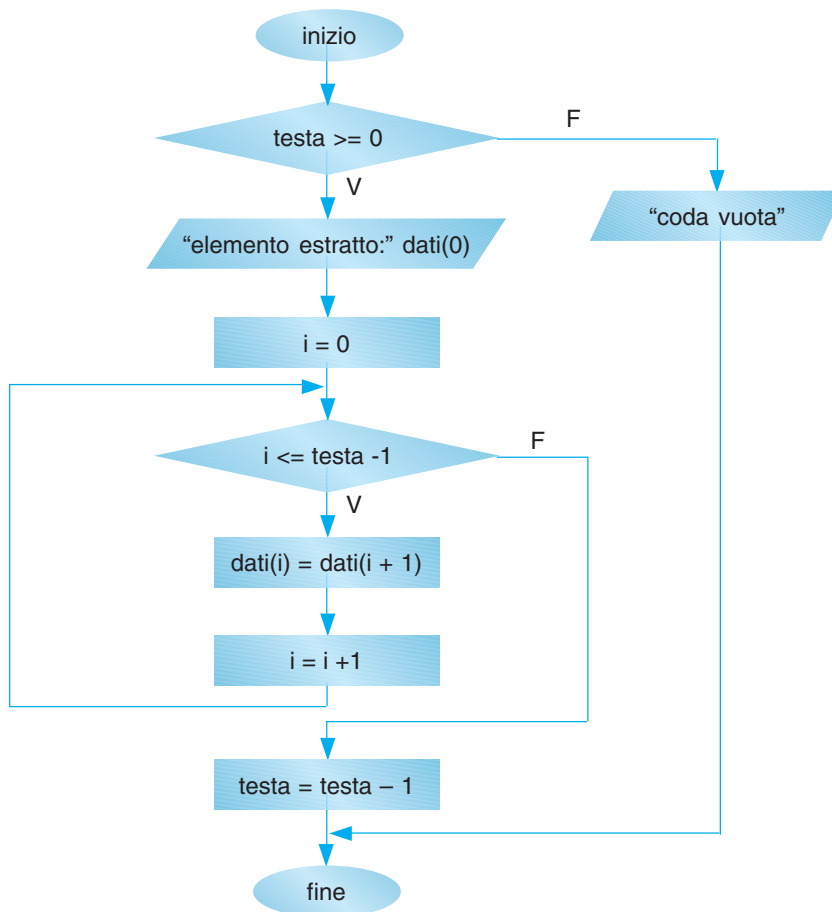 inizio
testa >= 0
F
V
“elemento estratto:” dati(0)
“coda vuota”
i = 0
i <= testa -1
F
V
dati(i) = dati(i + 1)
i = i +1
testa = testa – 1
fine